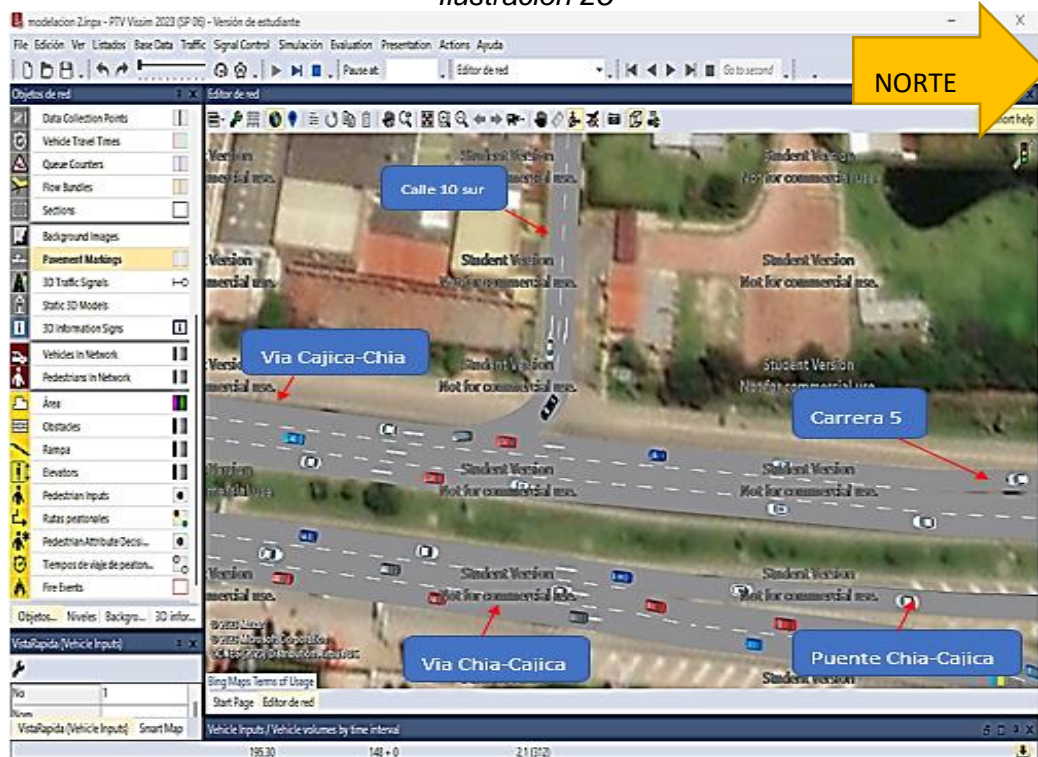 Ilustración 28
modelacion 2.inpx - PTV Vissim 2023 (SP 06) - Versión de estudiante
File Edición Ver Listados Base Data Traffic Signal Control Simulación Evaluation Presentation Actions Ayuda
Pause at: Editor de red Go to second
NORTE
Objetos de red
Editor de red
Data Collection Points
Vehicle Travel Times
Queue Counters
Flow Bundles
Sections
Background Images
Pavement Markings
3D Traffic Signals
Static 3D Models
3D Information Signs
Vehicles In Network
Pedestrians In Network
Área
Obstacles
Rampa
Elevators
Pedestrian Inputs
Rutas peatonales
Pedestrian Attribute Decisi...
Tiempos de viaje de peaton...
Fire Events
Objetos... Niveles Backgro... 3D infor...
VistaRapida (Vehicle Inputs)
No 1
Nom
VistaRapida (Vehicle Inputs) Smart Map
Student Version
Not for commercial use.
Calle 10 sur
Via Cajica-Chia
Carrera 5
Via Chia-Cajica
Puente Chia-Cajica
Bing Maps Terms of Usage
Start Page Editor de red
Vehicle Inputs / Vehicle volumes by time interval
195.30 148 + 0 2.1 (312)